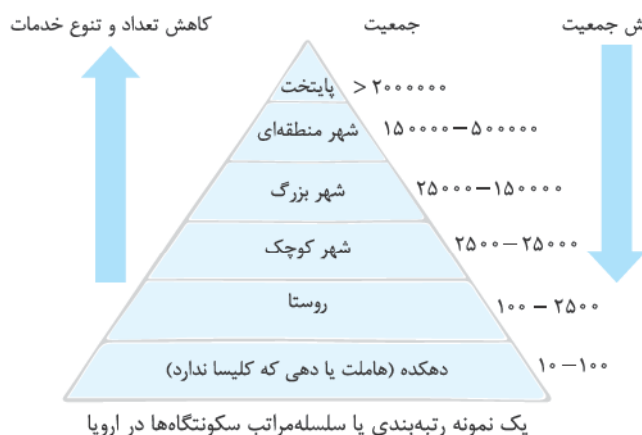 ش جمعیت
جمعیت
کاهش تعداد و تنوع خدمات
پایتخت
> ۲۰۰۰۰۰۰
شهر منطقه‌ای
۱۵۰۰۰۰ – ۵۰۰۰۰۰
شهر بزرگ
۲۵۰۰۰ – ۱۵۰۰۰۰
شهر کوچک
۲۵۰۰ – ۲۵۰۰۰
روستا
۱۰۰ – ۲۵۰۰
دهکده (هاملت یا دهی که کلیسا ندارد)
۱۰ – ۱۰۰
یک نمونه رتبه‌بندی یا سلسله‌مراتب سکونتگاه‌ها در اروپا